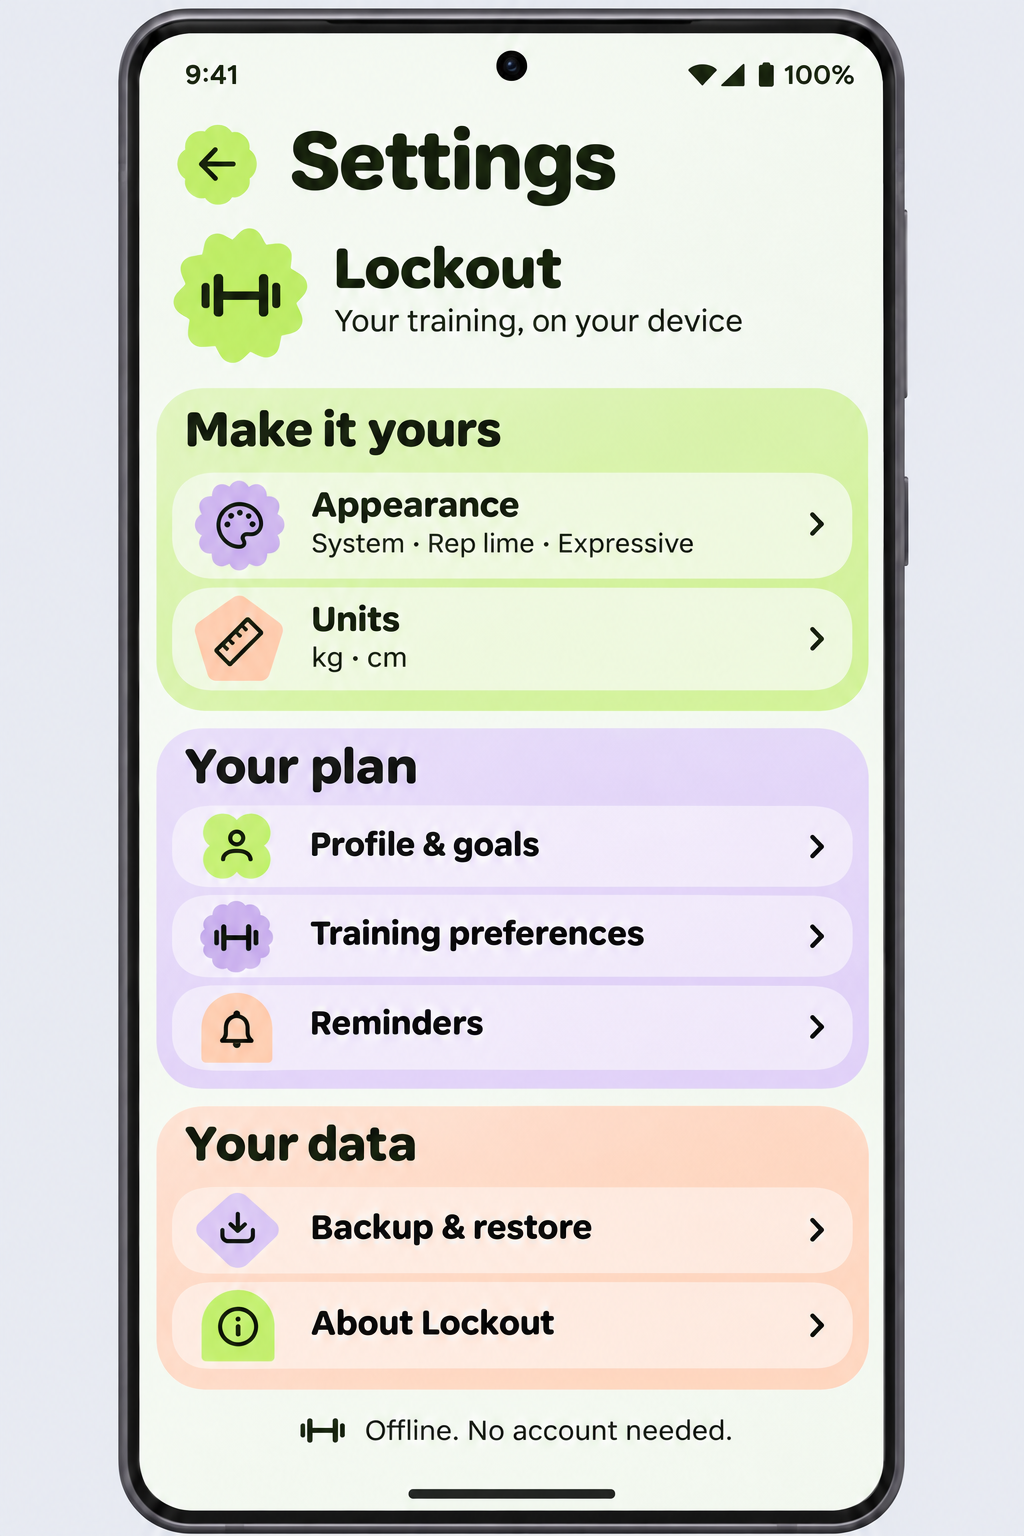 9:41
100%
Settings
Lockout
Your training, on your device
Make it yours
Appearance
System · Rep lime · Expressive
Units
kg · cm
Your plan
Profile & goals
Training preferences
Reminders
Your data
Backup & restore
About Lockout
Offline. No account needed.